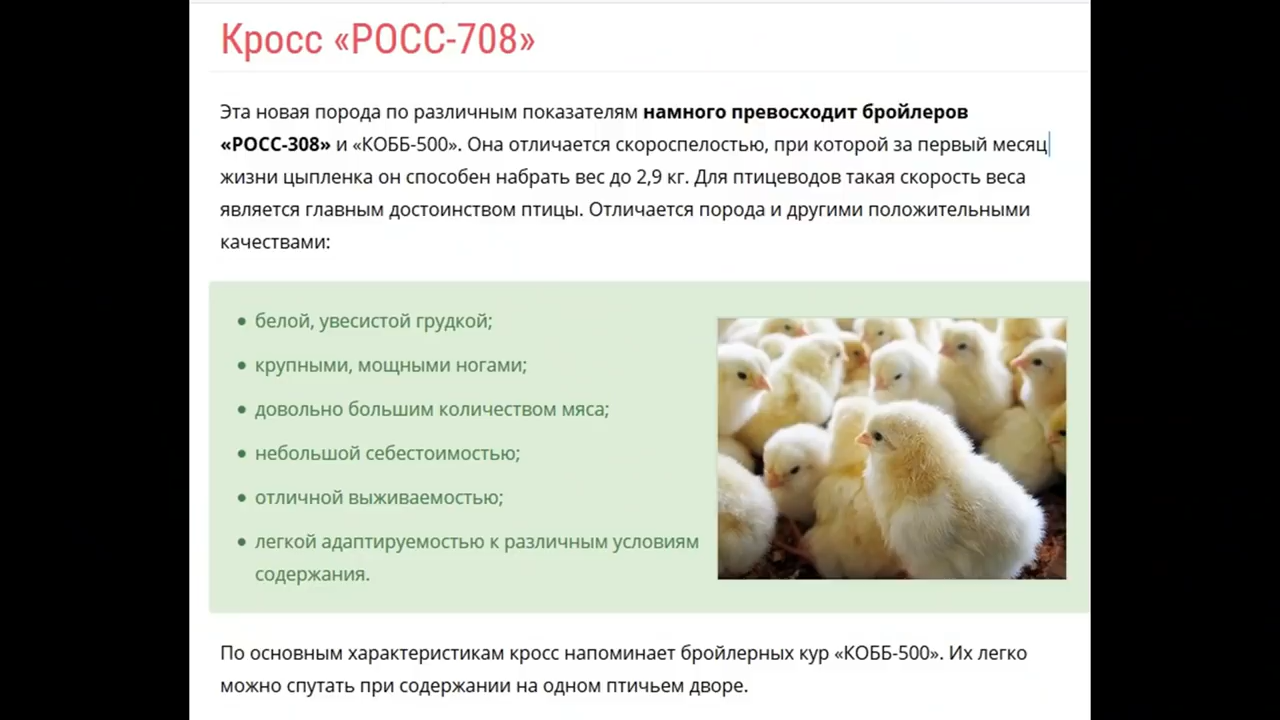 Кросс «РОСС-708»
Эта новая порода по различным показателям намного превосходит бройлеров
«РОСС-308» и «КОББ-500». Она отличается скороспелостью, при которой за первый месяц
жизни цыпленка он способен набрать вес до 2,9 кг. Для птицеводов такая скорость веса
является главным достоинством птицы. Отличается порода и другими положительными
качествами:
• белой, увесистой грудкой;
• крупными, мощными ногами;
• довольно большим количеством мяса;
• небольшой себестоимостью;
• отличной выживаемостью;
• легкой адаптируемостью к различным условиям
содержания.
По основным характеристикам кросс напоминает бройлерных кур «КОББ-500». Их легко
можно спутать при содержании на одном птичьем дворе.